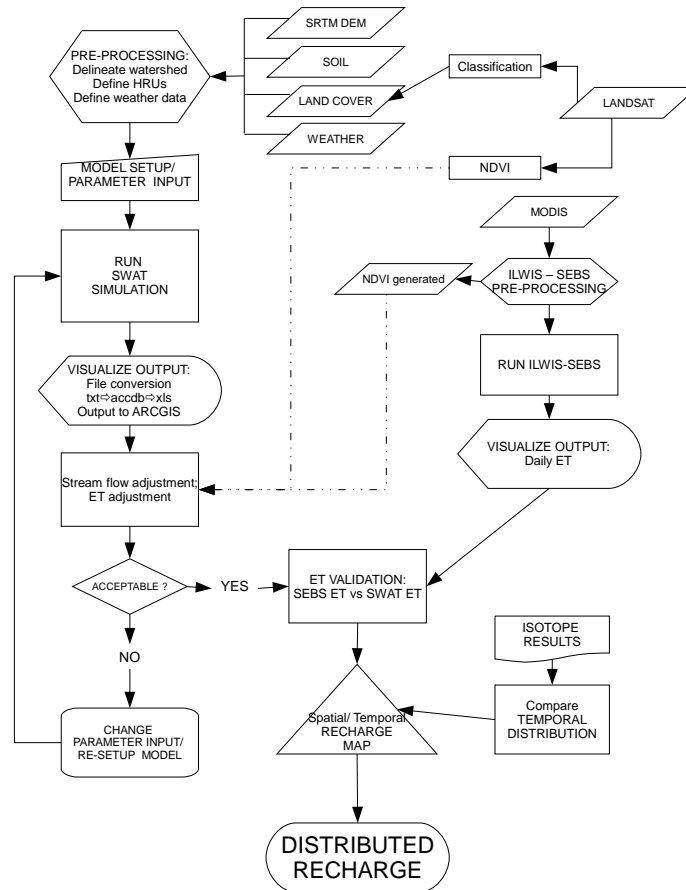 SRTM DEM
PRE-PROCESSING:
Delineate watershed
Define HRUs
Define weather data
SOIL
Classification
LAND COVER
LANDSAT
WEATHER
MODEL SETUP/
PARAMETER INPUT
NDVI
MODIS
RUN
SWAT
SIMULATION
NDVI generated
ILWIS – SEBS
PRE-PROCESSING
RUN ILWIS-SEBS
VISUALIZE OUTPUT:
File conversion
txt⇨accdb⇨xls
Output to ARCGIS
VISUALIZE OUTPUT:
Daily ET
Stream flow adjustment;
ET adjustment
ACCEPTABLE ?
YES
ET VALIDATION:
SEBS ET vs SWAT ET
NO
ISOTOPE
RESULTS
CHANGE
PARAMETER INPUT/
RE-SETUP MODEL
Spatial/ Temporal
RECHARGE
MAP
Compare
TEMPORAL
DISTRIBUTION
DISTRIBUTED
RECHARGE